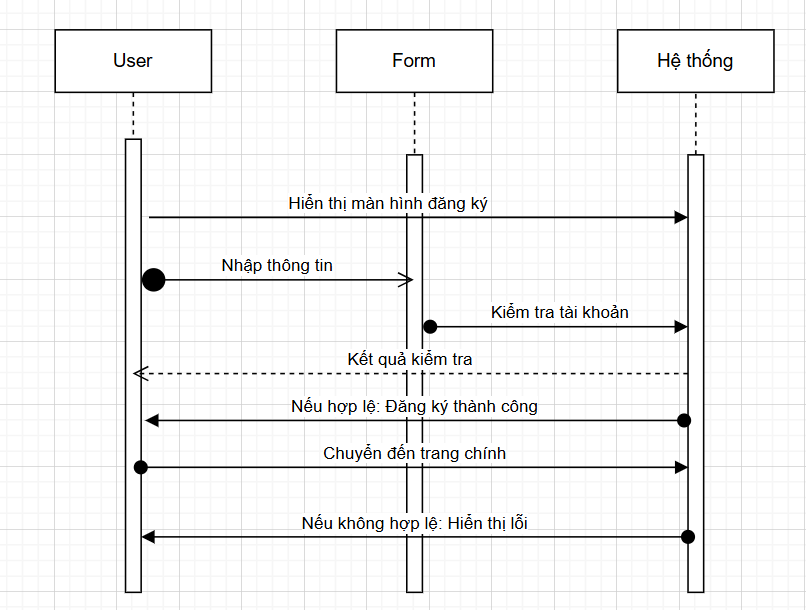 User
Form
Hệ thống
Hiển thị màn hình đăng ký
Nhập thông tin
Kiểm tra tài khoản
Kết quả kiểm tra
Nếu hợp lệ: Đăng ký thành công
Chuyển đến trang chính
Nếu không hợp lệ: Hiển thị lỗi